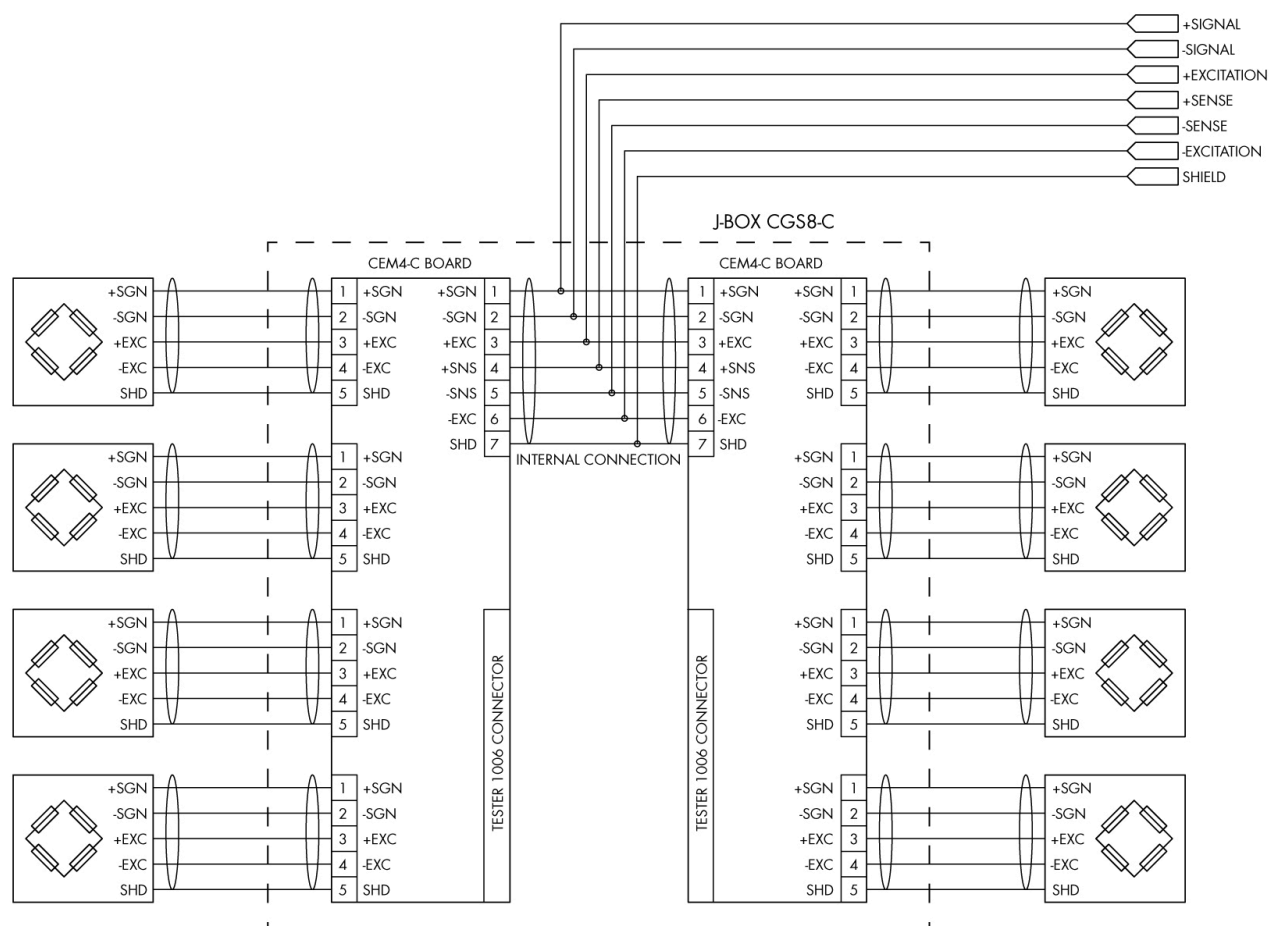 +SIGNAL
-SIGNAL
+EXCITATION
+SENSE
-SENSE
-EXCITATION
SHIELD
J-BOX CGS8-C
CEM4-C BOARD CEM4-C BOARD
+SGN 1 +SGN +SGN 1 1 +SGN +SGN 1 +SGN
-SGN 2 -SGN -SGN 2 2 -SGN -SGN 2 -SGN
+EXC 3 +EXC +EXC 3 3 +EXC +EXC 3 +EXC
-EXC 4 -EXC +SNS 4 4 +SNS -EXC 4 -EXC
SHD 5 SHD -SNS 5 5 -SNS SHD 5 SHD
-EXC 6 6 -EXC
SHD 7 7 SHD
INTERNAL CONNECTION
+SGN 1 +SGN +SGN 1 +SGN
-SGN 2 -SGN -SGN 2 -SGN
+EXC 3 +EXC +EXC 3 +EXC
-EXC 4 -EXC -EXC 4 -EXC
SHD 5 SHD SHD 5 SHD
+SGN 1 +SGN +SGN 1 +SGN
-SGN 2 -SGN -SGN 2 -SGN
+EXC 3 +EXC +EXC 3 +EXC
-EXC 4 -EXC -EXC 4 -EXC
SHD 5 SHD SHD 5 SHD
TESTER 1006 CONNECTOR
TESTER 1006 CONNECTOR
+SGN 1 +SGN +SGN 1 +SGN
-SGN 2 -SGN -SGN 2 -SGN
+EXC 3 +EXC +EXC 3 +EXC
-EXC 4 -EXC -EXC 4 -EXC
SHD 5 SHD SHD 5 SHD